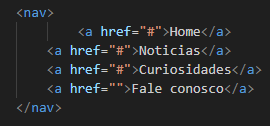 <nav>
<a href="#">Home</a>
<a href="#">Noticias</a>
<a href="#">Curiosidades</a>
<a href="">Fale conosco</a>
</nav>